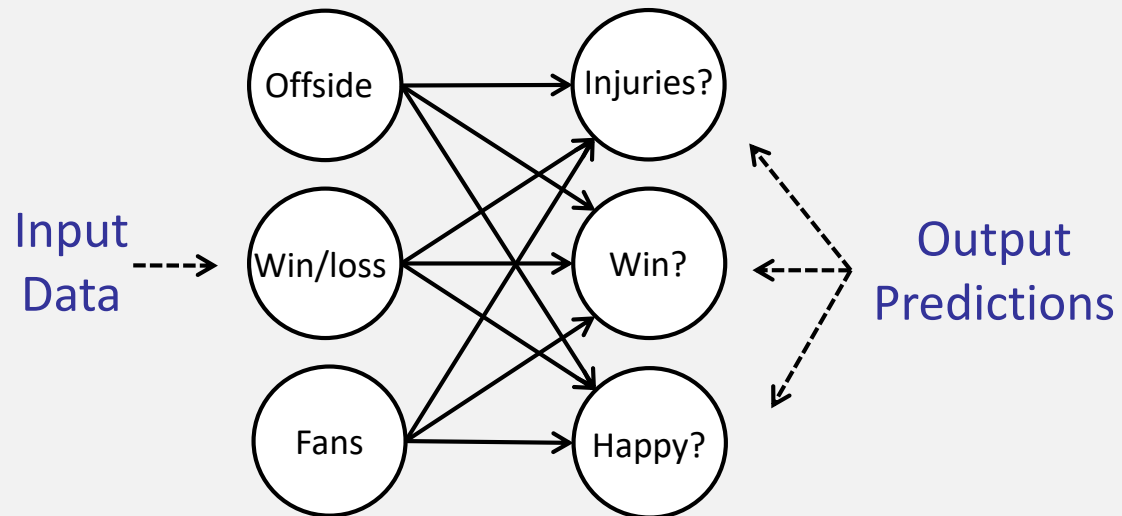 Offside
Injuries?
Input
Data
Win/loss
Win?
Output
Predictions
Fans
Happy?